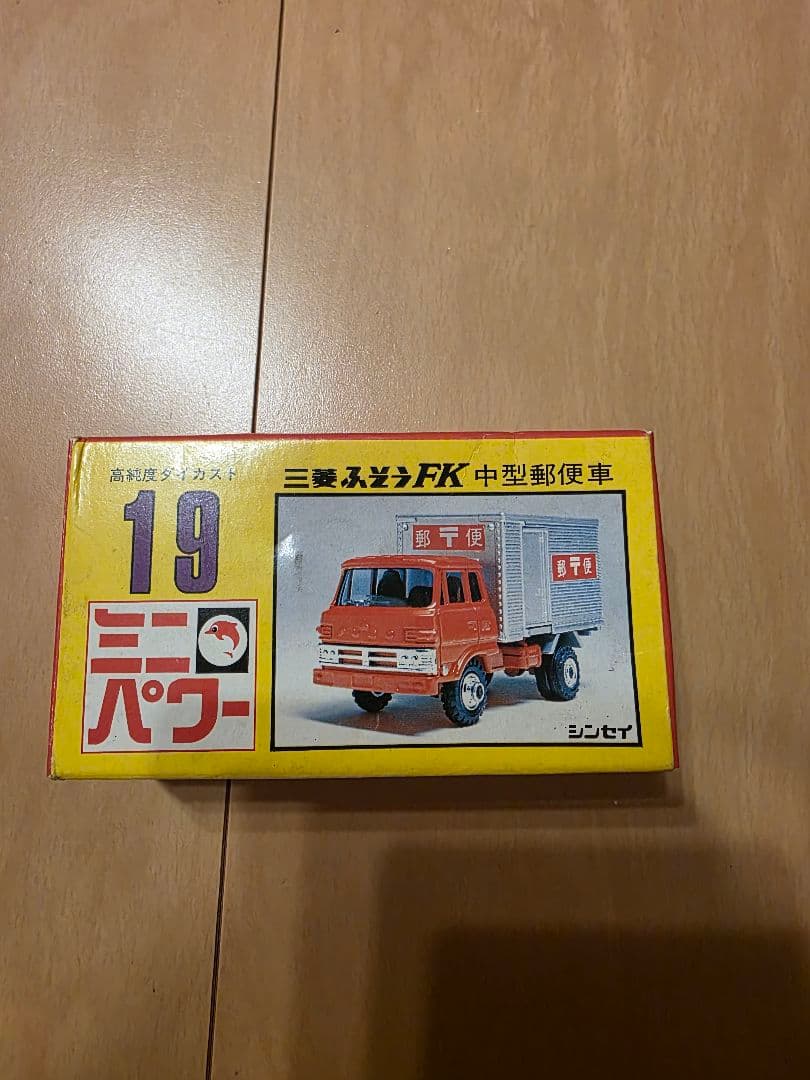 高純度ダイカスト
19
ミニ
パワー
三菱ふそうFK 中型郵便車
郵〒便
郵〒便
シンセイ